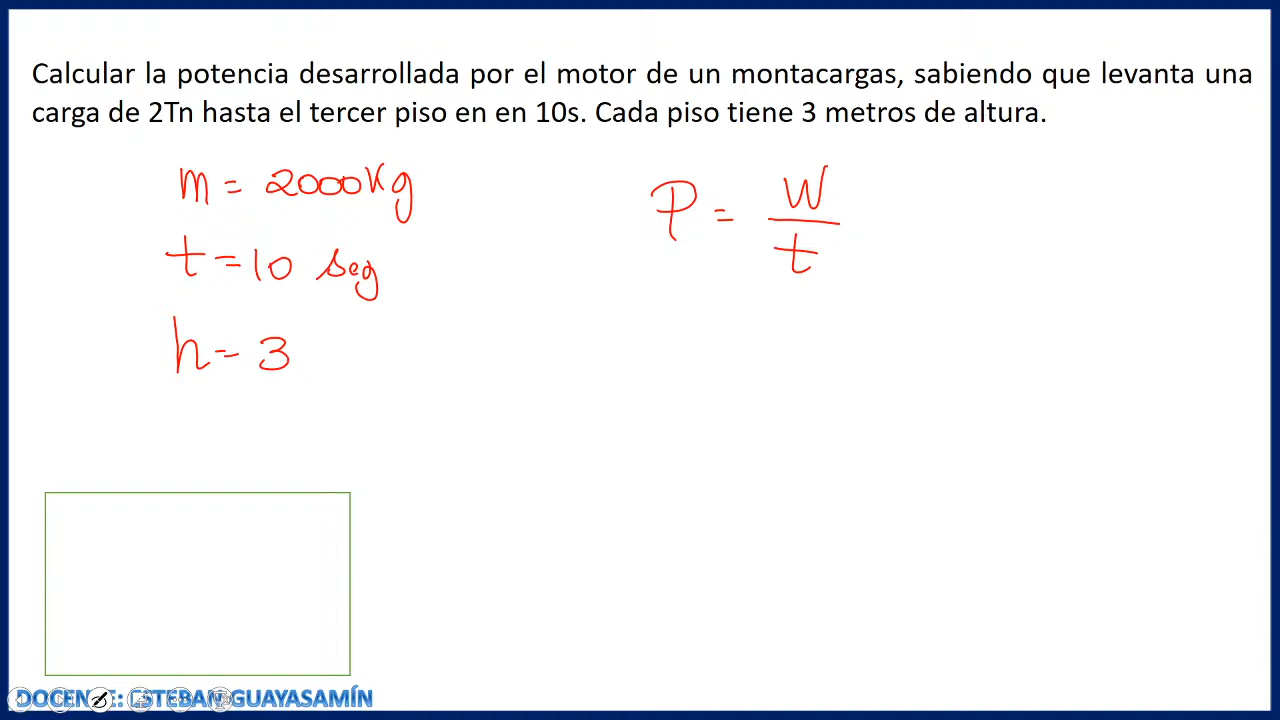 Calcular la potencia desarrollada por el motor de un montacargas, sabiendo que levanta una
carga de 2Tn hasta el tercer piso en en 10s. Cada piso tiene 3 metros de altura.
m = 2000Kg
t = 10 seg
h = 3
P = W
t
DOCENTE: ESTEBAN GUAYASAMÍN